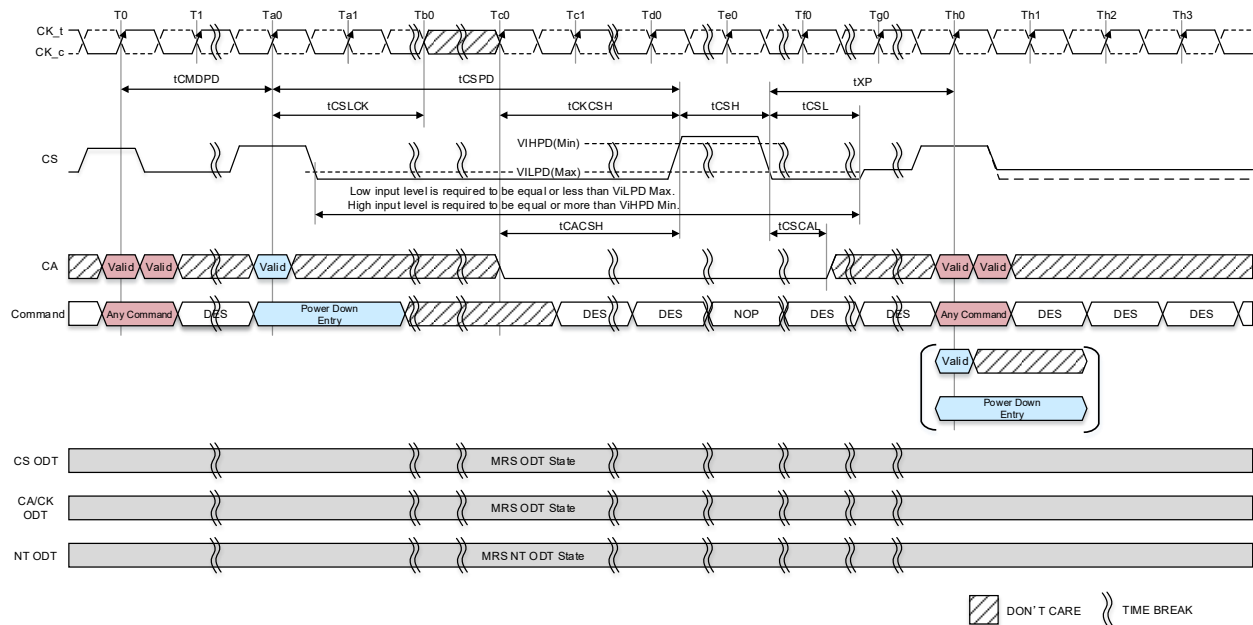 T0 T1 Ta0 Ta1 Tb0 Tc0 Tc1 Td0 Te0 Tf0 Tg0 Th0 Th1 Th2 Th3
CK_t
CK_c
tCMDPD tCSPD tXP
tCSLCK tCKCSH tCSH tCSL
VIHPD(Min)
CS
VILPD(Max)
Low input level is required to be equal or less than ViLPD Max.
High input level is required to be equal or more than ViHPD Min.
tCACSH tCSCAL
CA Valid Valid Valid Valid Valid
Command Any Command DES Power Down Entry DES DES NOP DES DES Any Command DES DES DES
Valid
Power Down
Entry
CS ODT MRS ODT State
CA/CK
ODT
MRS ODT State
NT ODT MRS NT ODT State
DON'T CARE TIME BREAK